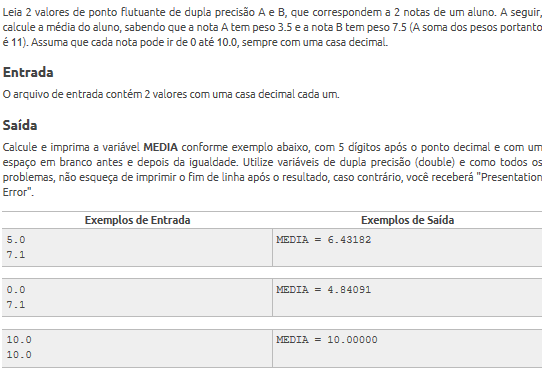 Leia 2 valores de ponto flutuante de dupla precisão A e B, que correspondem a 2 notas de um aluno. A seguir,
calcule a média do aluno, sabendo que a nota A tem peso 3.5 e a nota B tem peso 7.5 (A soma dos pesos portanto
é 11). Assuma que cada nota pode ir de 0 até 10.0, sempre com uma casa decimal.
Entrada
O arquivo de entrada contém 2 valores com uma casa decimal cada um.
Saída
Calcule e imprima a variável MEDIA conforme exemplo abaixo, com 5 dígitos após o ponto decimal e com um
espaço em branco antes e depois da igualdade. Utilize variáveis de dupla precisão (double) e como todos os
problemas, não esqueça de imprimir o fim de linha após o resultado, caso contrário, você receberá "Presentation
Error".
Exemplos de Entrada Exemplos de Saída
5.0 MEDIA = 6.43182
7.1
0.0 MEDIA = 4.84091
7.1
10.0 MEDIA = 10.00000
10.0